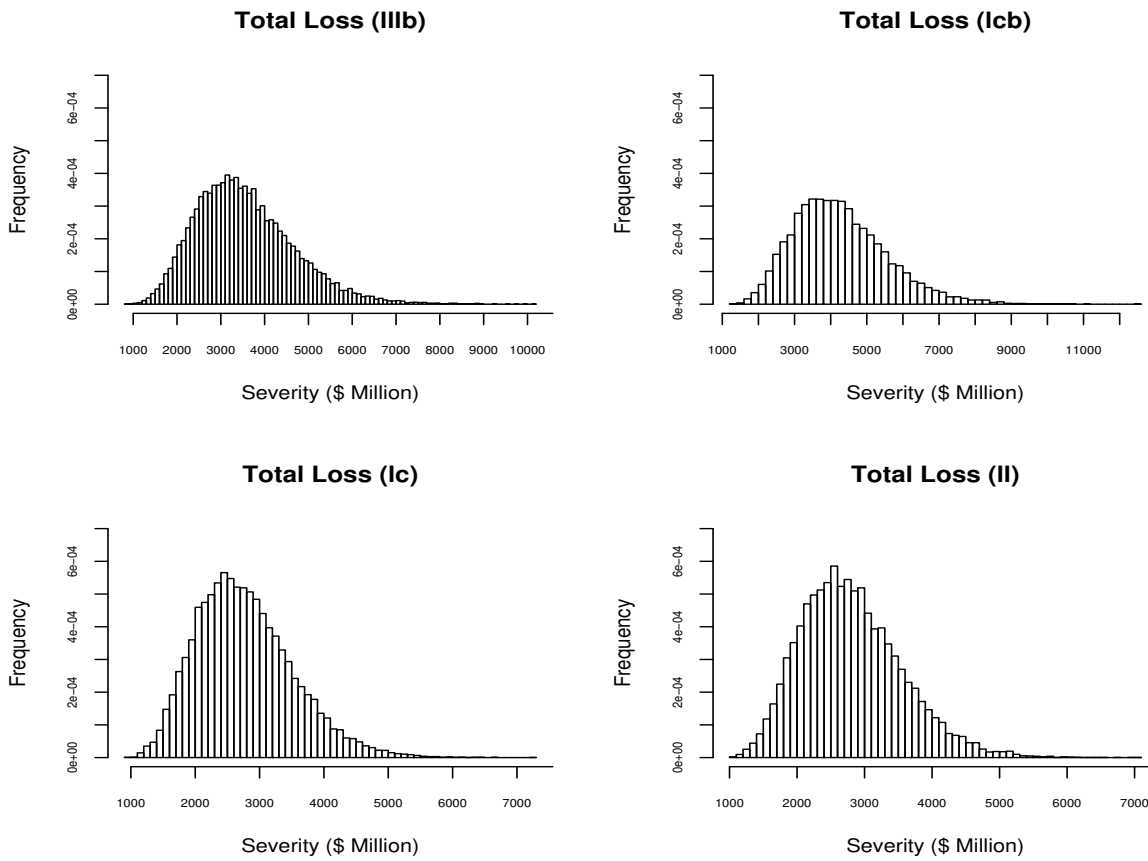 Total Loss (IIIb)
Frequency
0e+00 2e-04 4e-04 6e-04
1000 2000 3000 4000 5000 6000 7000 8000 9000 10000
Severity ($ Million)
Total Loss (Icb)
Frequency
0e+00 2e-04 4e-04 6e-04
1000 3000 5000 7000 9000 11000
Severity ($ Million)
Total Loss (Ic)
Frequency
0e+00 2e-04 4e-04 6e-04
1000 2000 3000 4000 5000 6000 7000
Severity ($ Million)
Total Loss (II)
Frequency
0e+00 2e-04 4e-04 6e-04
1000 2000 3000 4000 5000 6000 7000
Severity ($ Million)